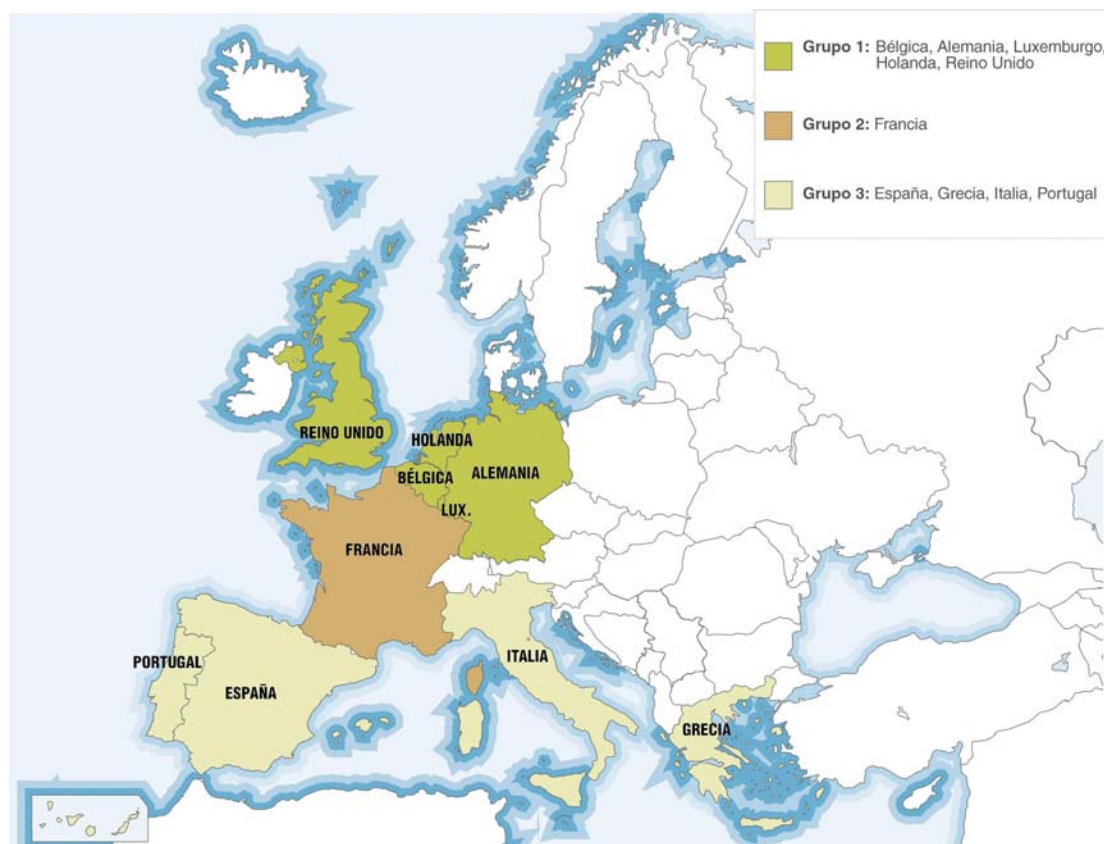 Grupo 1: Bélgica, Alemania, Luxemburgo,
Holanda, Reino Unido
Grupo 2: Francia
Grupo 3: España, Grecia, Italia, Portugal
REINO UNIDO
HOLANDA
BÉLGICA
ALEMANIA
LUX.
FRANCIA
PORTUGAL
ESPAÑA
ITALIA
GRECIA